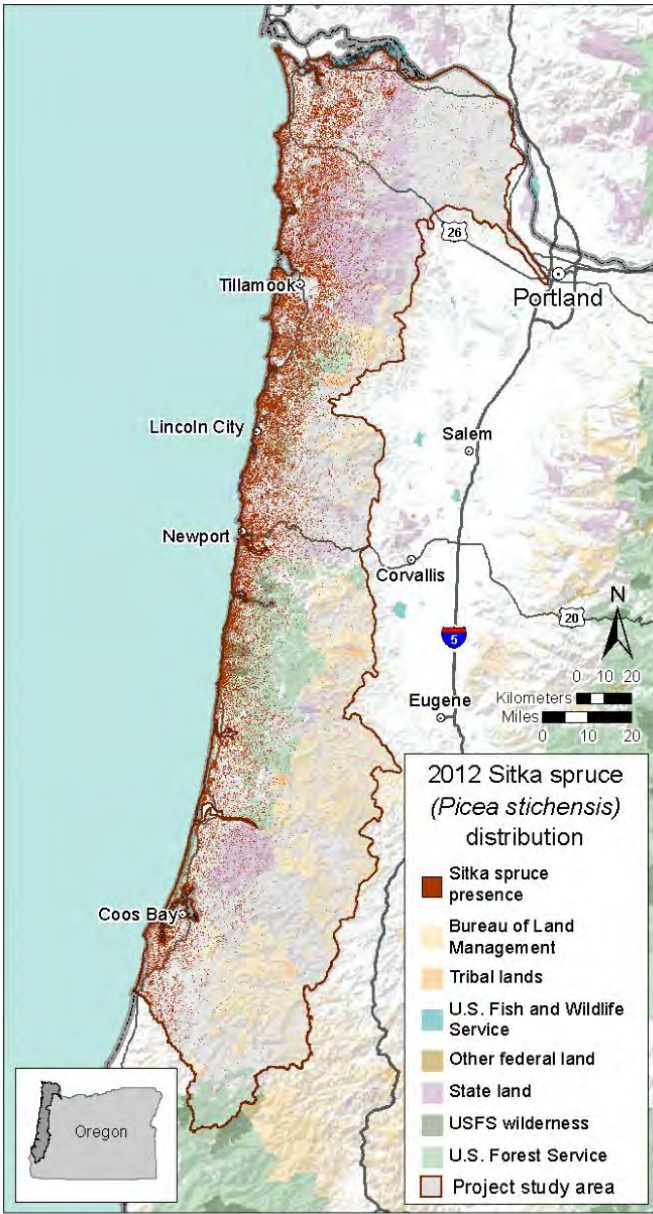 26
Portland
Tillamook
Lincoln City
Salem
Newport
Corvallis
20
N
5
0 10 20
Kilometers
Miles
0 10 20
Eugene
2012 Sitka spruce
(Picea stichensis)
distribution
Sitka spruce
presence
Bureau of Land
Management
Tribal lands
U.S. Fish and Wildlife
Service
Other federal land
State land
USFS wilderness
U.S. Forest Service
Project study area
Coos Bay
Oregon